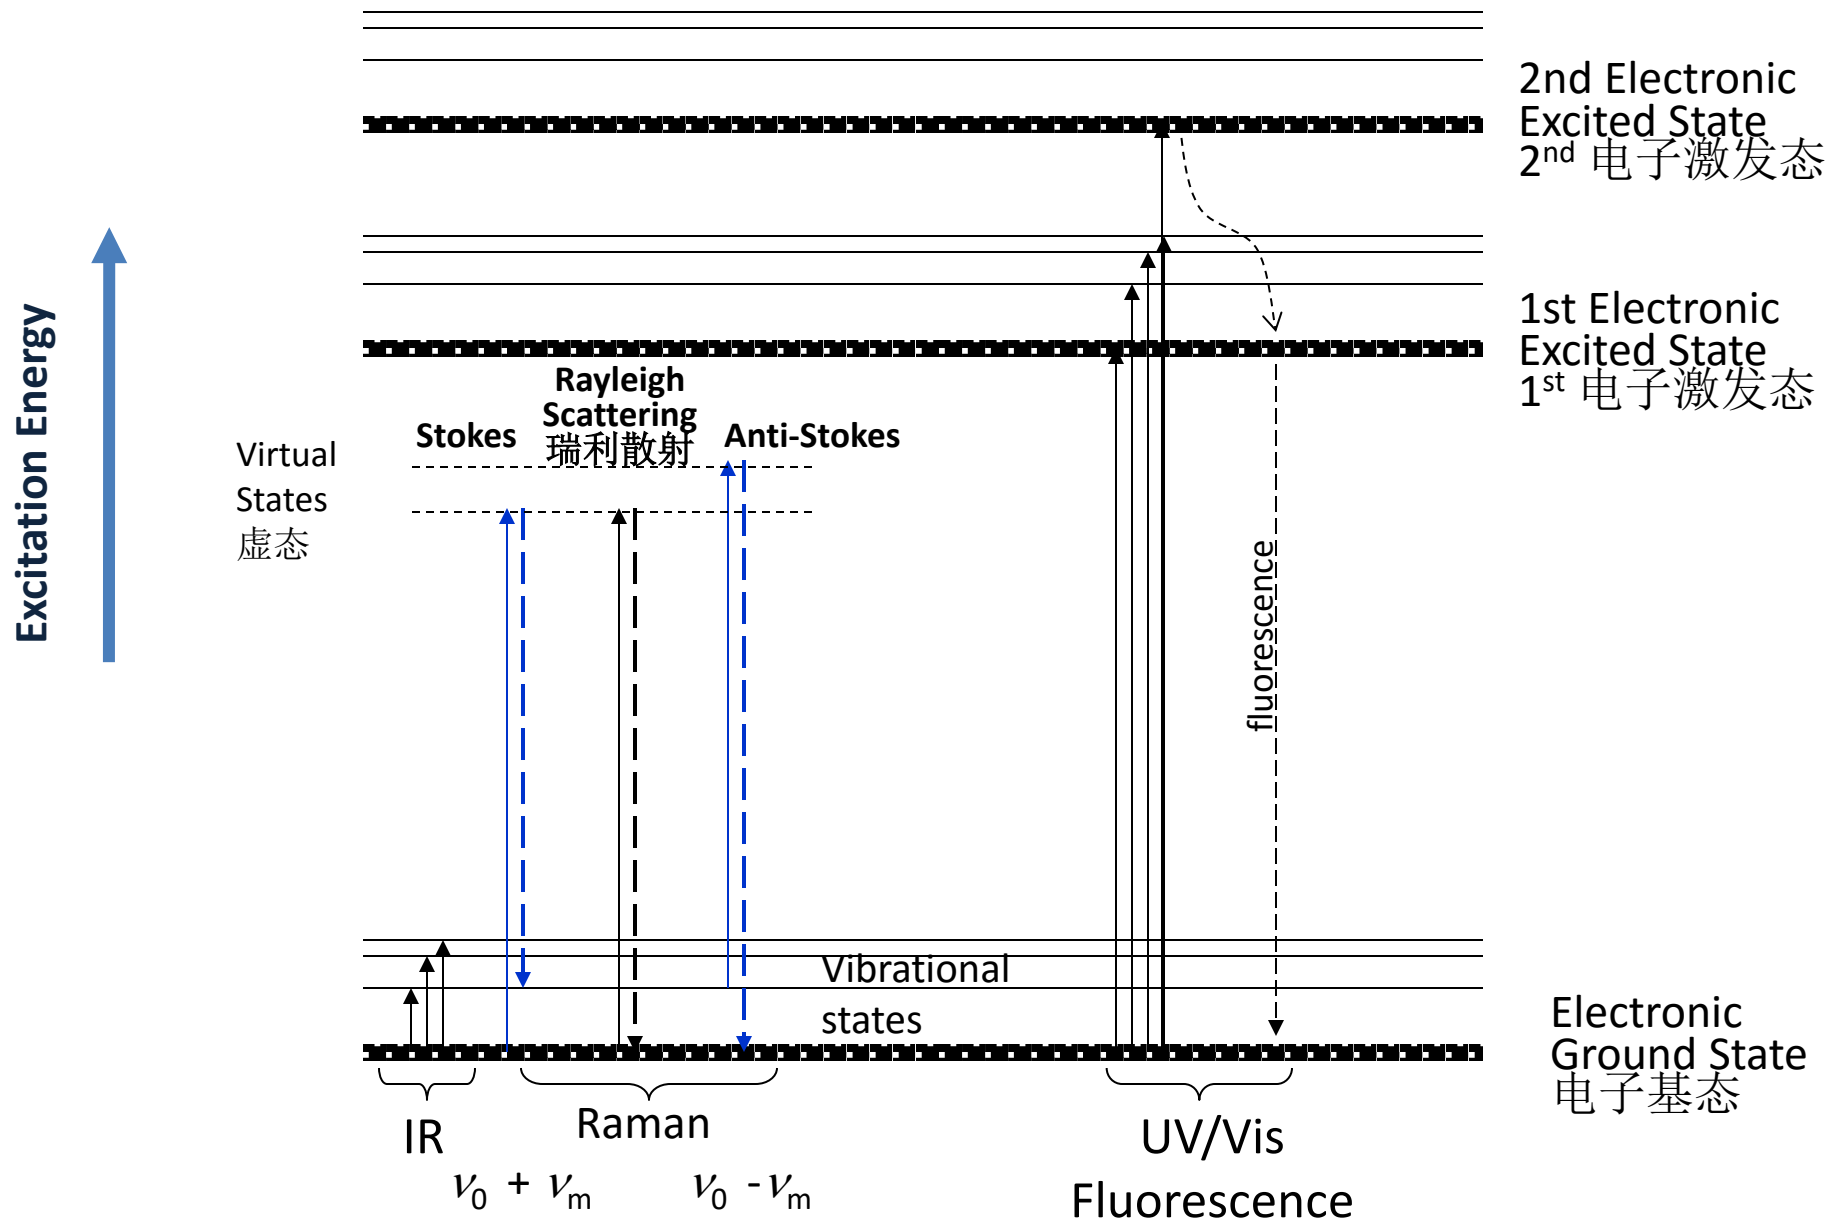 2nd Electronic
Excited State
2nd 电子激发态
Excitation Energy
1st Electronic
Excited State
1st 电子激发态
Rayleigh
Scattering
瑞利散射
Stokes
Anti-Stokes
Virtual
States
虚态
fluorescence
Vibrational
states
Electronic
Ground State
电子基态
IR
Raman
UV/Vis
ν0 + νm
ν0 - νm
Fluorescence